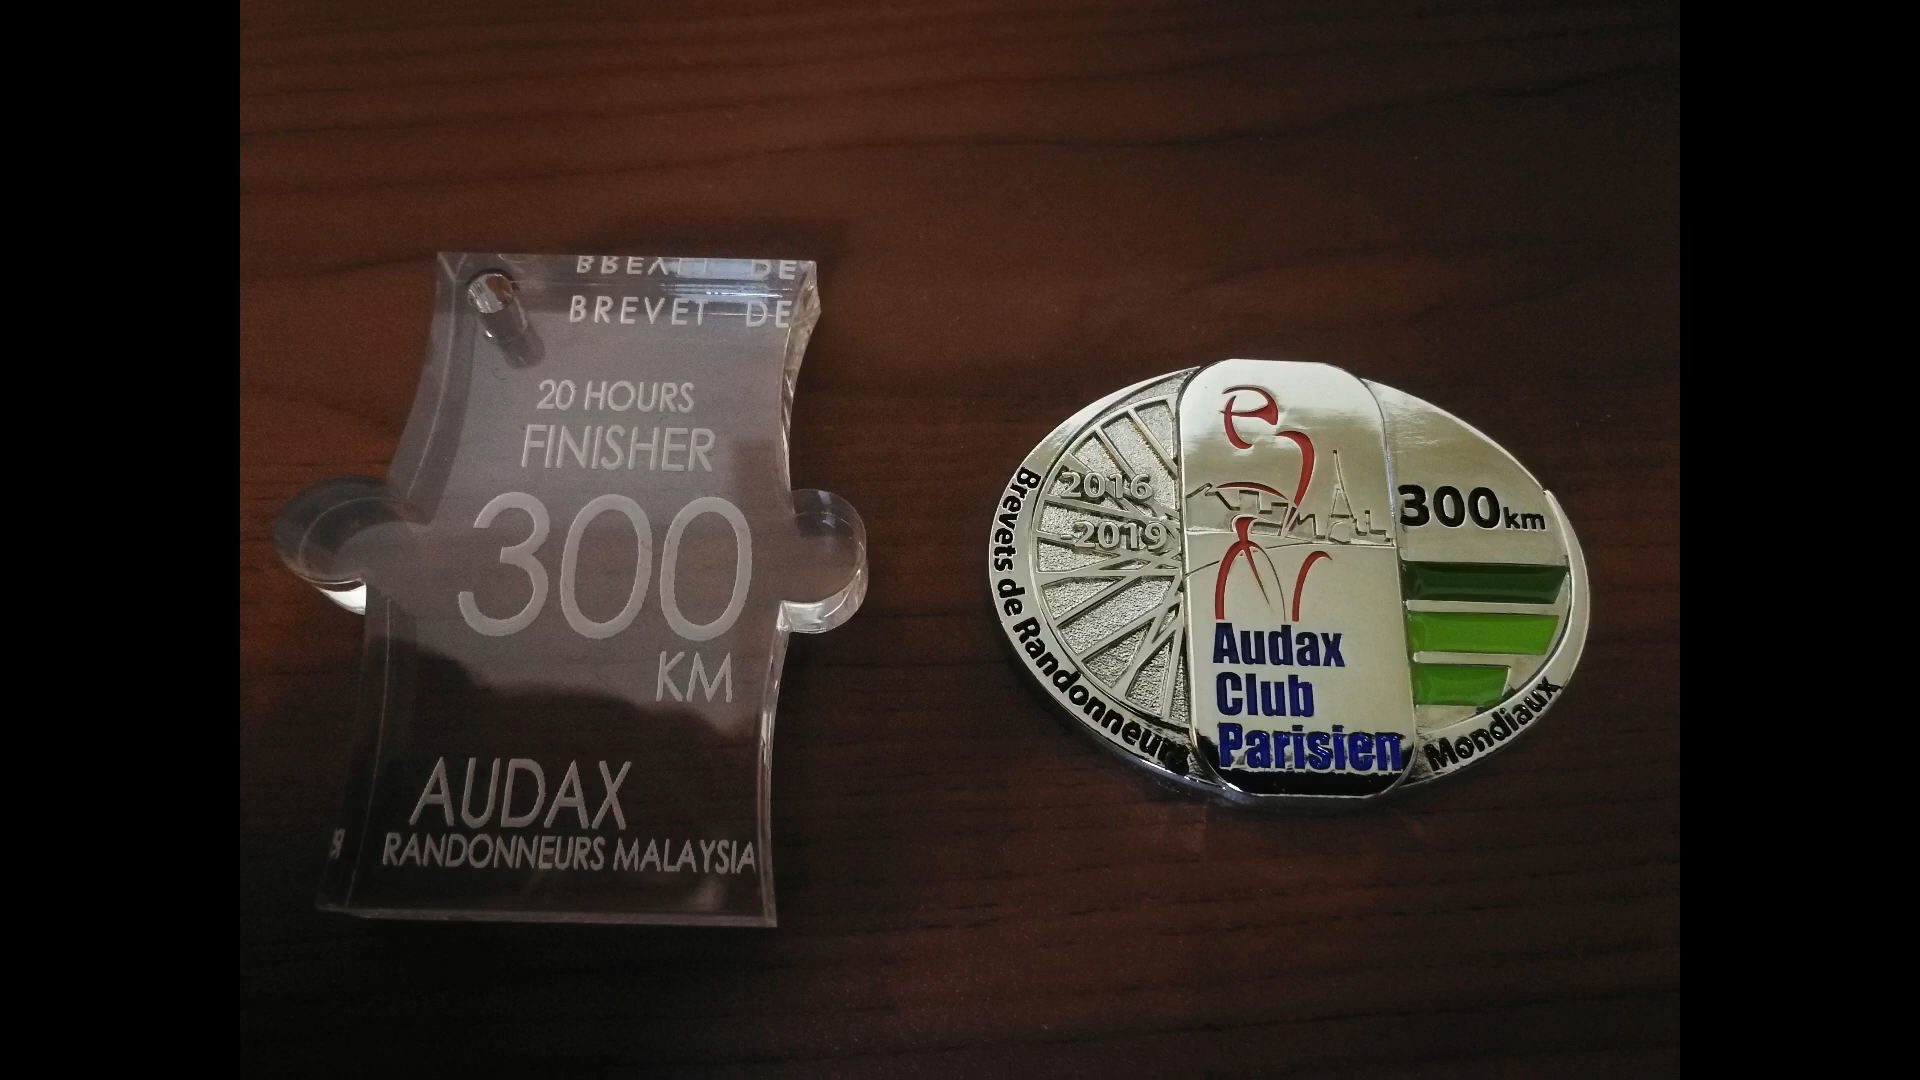 BREVET DE
20 HOURS
FINISHER
300
KM
AUDAX
RANDONNEURS MALAYSIA
2016
2019
Brevets de Randonneurs Mondiaux
300km
Audax
Club
Parisien